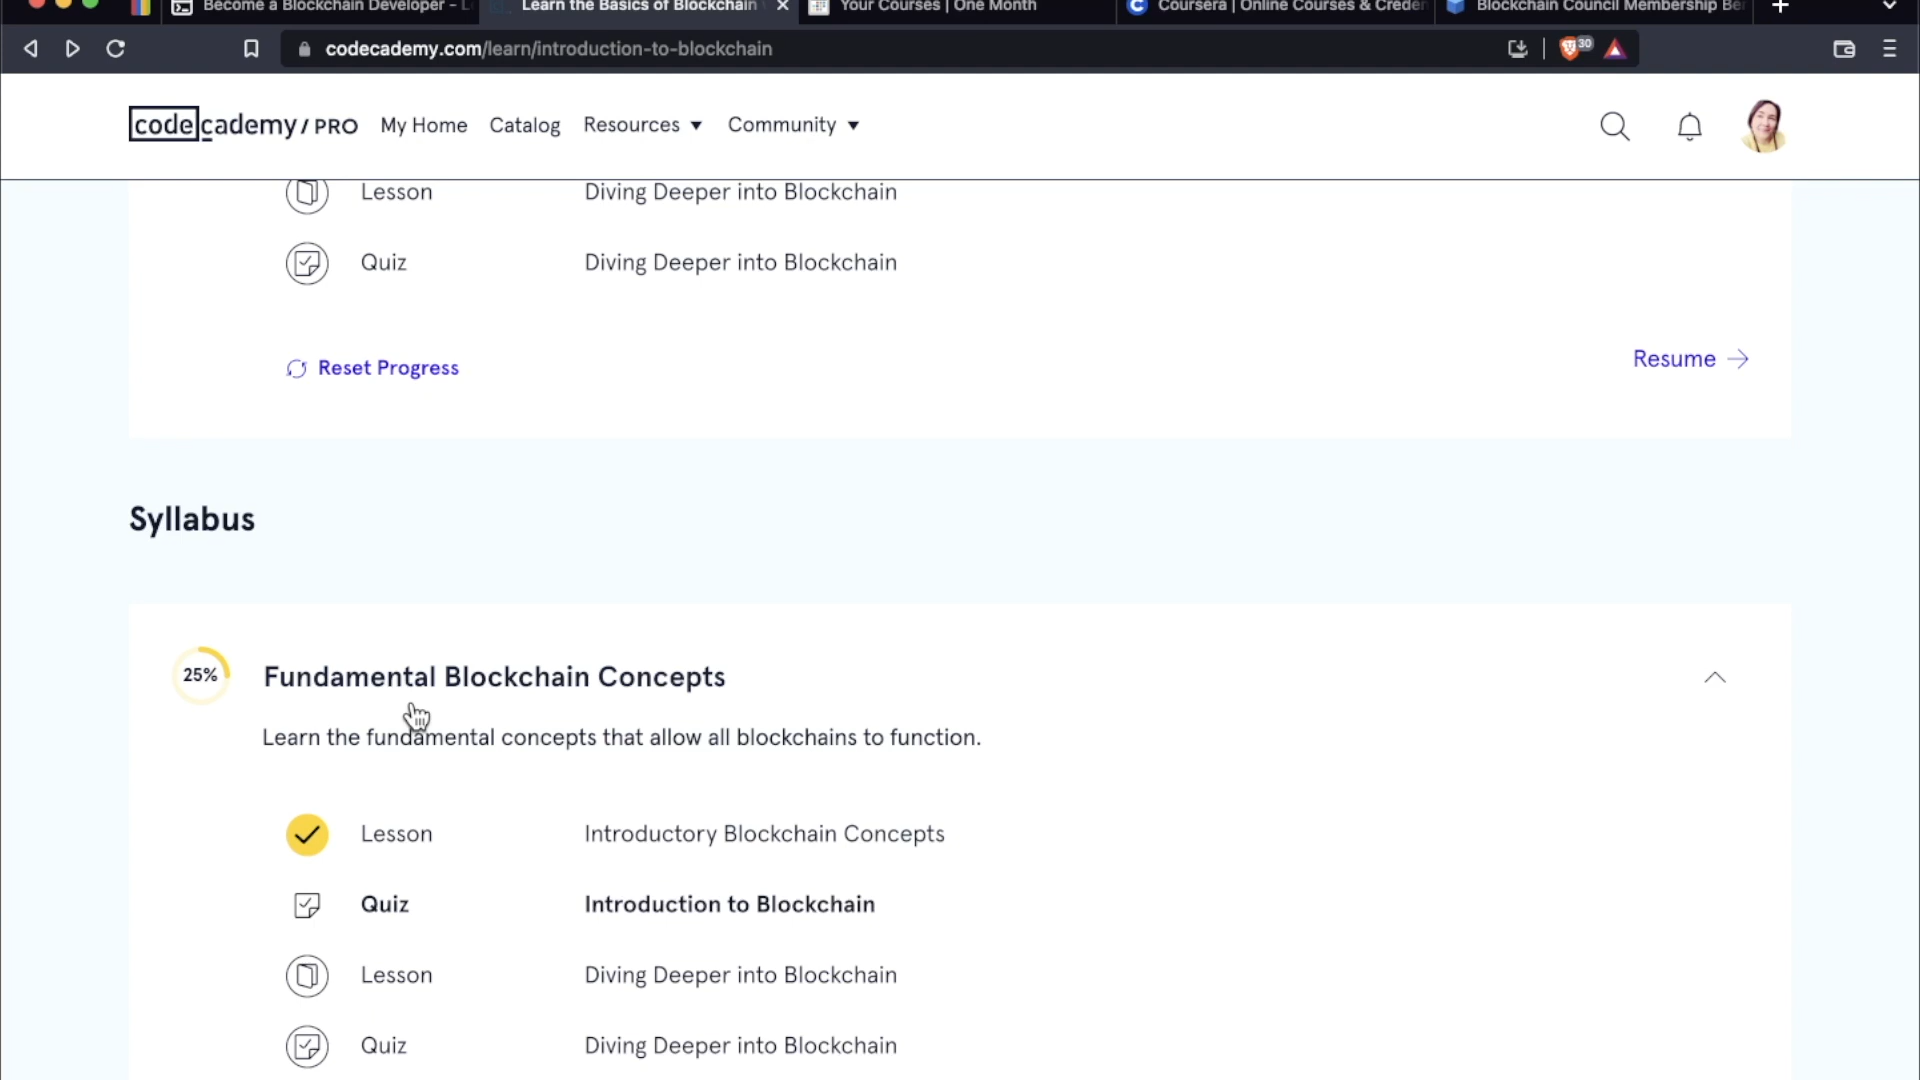 Become a Blockchain Developer - L
Learn the Basics of Blockchain
Your Courses | One Month
Coursera | Online Courses & Creden
Blockchain Council Membership Be
codecademy.com/learn/introduction-to-blockchain
30
codecademy / PRO
My Home
Catalog
Resources
Community
Lesson Diving Deeper into Blockchain
Quiz Diving Deeper into Blockchain
Reset Progress
Resume
Syllabus
25% Fundamental Blockchain Concepts
Learn the fundamental concepts that allow all blockchains to function.
Lesson Introductory Blockchain Concepts
Quiz Introduction to Blockchain
Lesson Diving Deeper into Blockchain
Quiz Diving Deeper into Blockchain